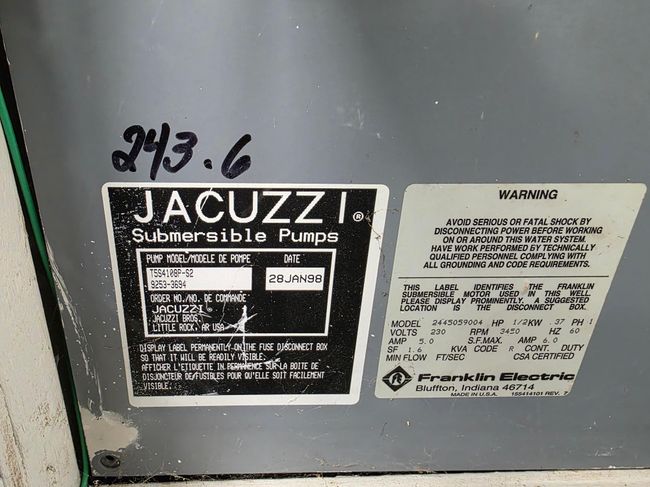 243.6
JACUZZI®
Submersible Pumps
PUMP MODEL/MODELE DE POMPE DATE
T5S4108P-S2
9253-3694
28JAN98
ORDER NO./NO. DE COMMANDE
JACUZZI
JACUZZI BROS.
LITTLE ROCK, AR USA
DISPLAY LABEL PERMANENTLY ON THE FUSE DISCONNECT BOX
SO THAT IT WILL BE READILY VISIBLE.
AFFICHER L'ETIQUETTE IN PERMANENCE SUR LA BOITE DE
DISJONCTEUR DE/FUSIBLES POUR QU'ELLE SOIT FACILEMENT
VISIBLE.
WARNING
AVOID SERIOUS OR FATAL SHOCK BY
DISCONNECTING POWER BEFORE WORKING
ON OR AROUND THIS WATER SYSTEM.
HAVE WORK PERFORMED BY TECHNICALLY
QUALIFIED PERSONNEL COMPLYING WITH
ALL GROUNDING AND CODE REQUIREMENTS.
THIS LABEL IDENTIFIES THE FRANKLIN
SUBMERSIBLE MOTOR USED IN THIS WELL.
PLEASE DISPLAY PROMINENTLY. A SUGGESTED
LOCATION IS THE DISCONNECT BOX.
MODEL 2445059004 HP 1/2 KW .37 PH 1
VOLTS 230 RPM 3450 HZ 60
AMP 5.0 S.F.MAX. AMP 6.0
SF 1.6 KVA CODE R CONT. DUTY
MIN FLOW FT/SEC CSA CERTIFIED
Franklin Electric
Bluffton, Indiana 46714
MADE IN U.S.A. 155414101 REV. 7